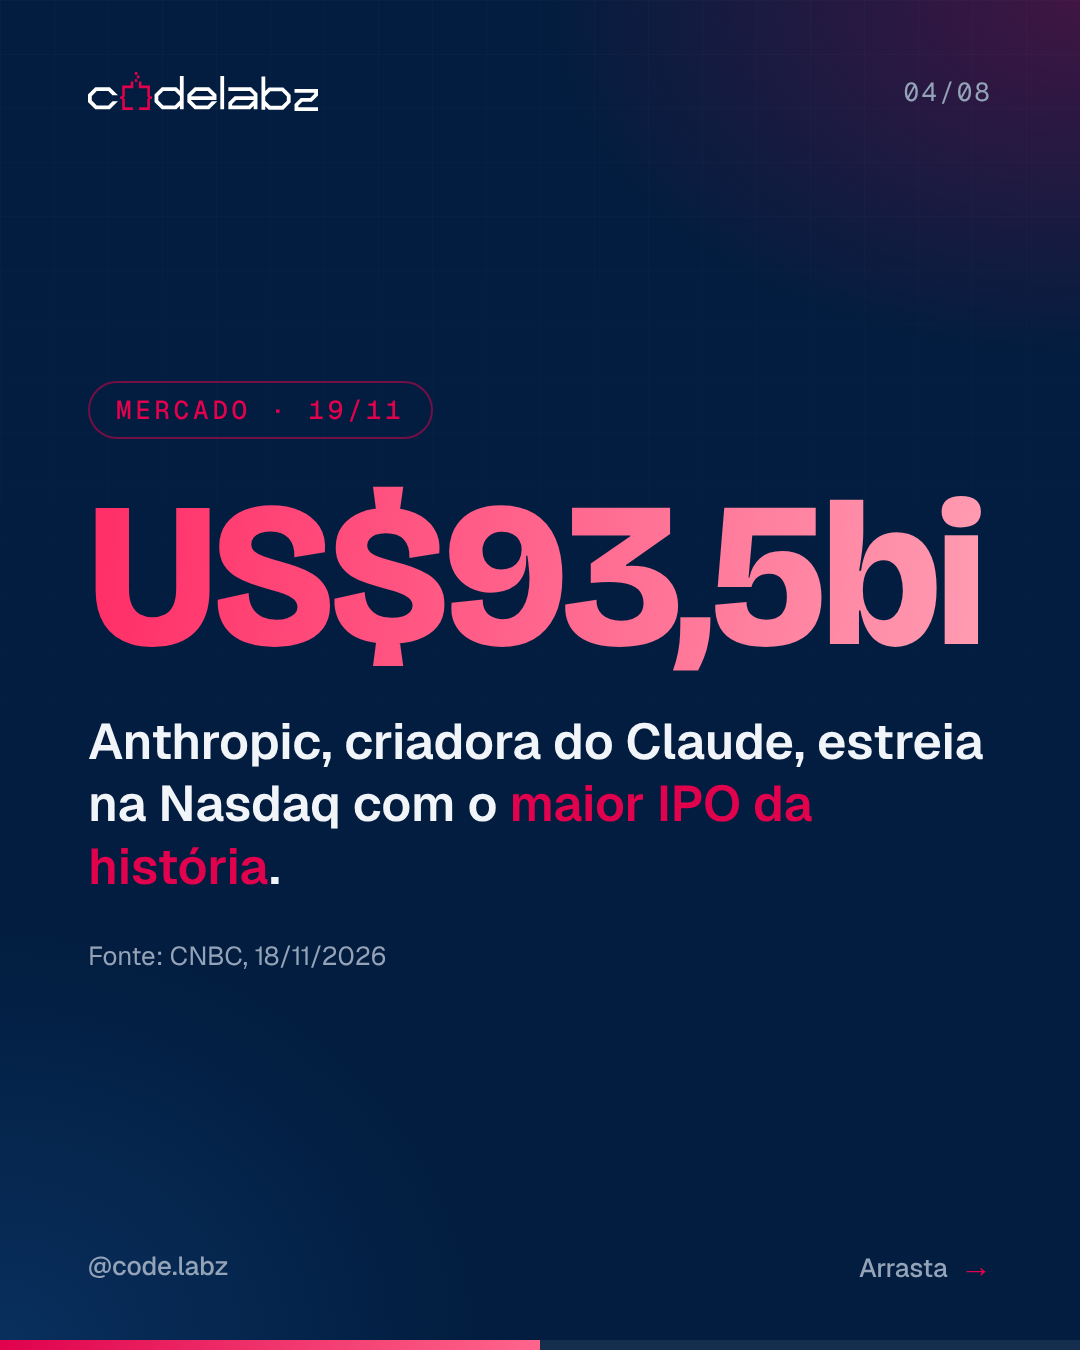 codelabz
04/08
MERCADO · 19/11
US$93,5bi
Anthropic, criadora do Claude, estreia
na Nasdaq com o maior IPO da
história.
Fonte: CNBC, 18/11/2026
@code.labz
Arrasta →